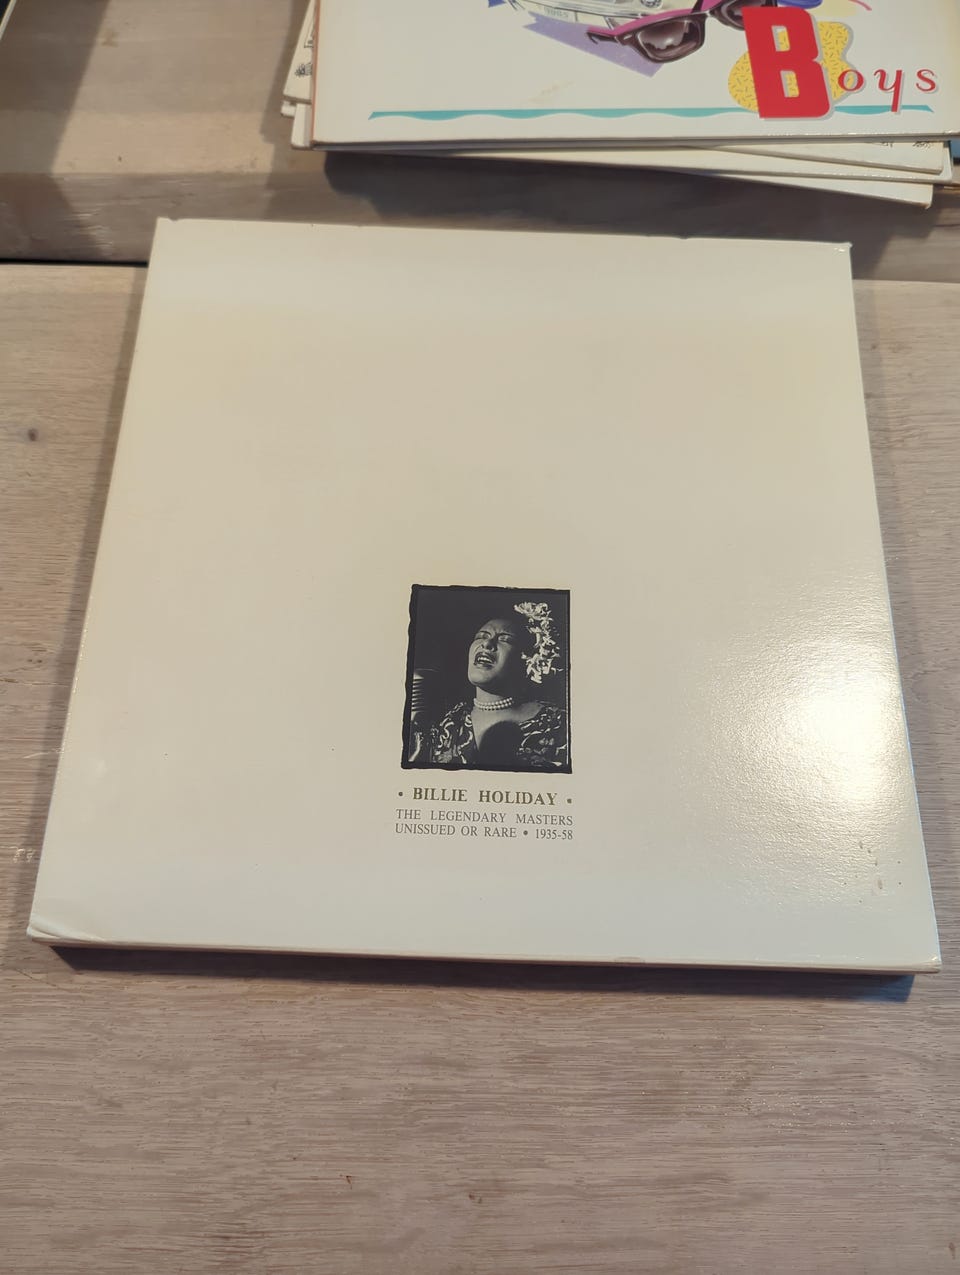 Boys
• BILLIE HOLIDAY •
THE LEGENDARY MASTERS
UNISSUED OR RARE • 1935-58